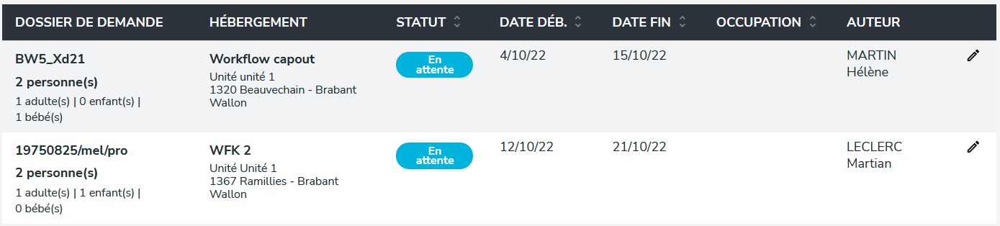 DOSSIER DE DEMANDE HÉBERGEMENT STATUT DATE DÉB. DATE FIN OCCUPATION AUTEUR
BW5_Xd21
2 personne(s)
1 adulte(s) | 0 enfant(s) |
1 bébé(s)
Workflow capout
Unité unité 1
1320 Beauvechain - Brabant
Wallon
En
attente
4/10/22
15/10/22
MARTIN
Hélène
19750825/mel/pro
2 personne(s)
1 adulte(s) | 1 enfant(s) |
0 bébé(s)
WFK 2
Unité Unité 1
1367 Ramillies - Brabant
Wallon
En
attente
12/10/22
21/10/22
LECLERC
Martian